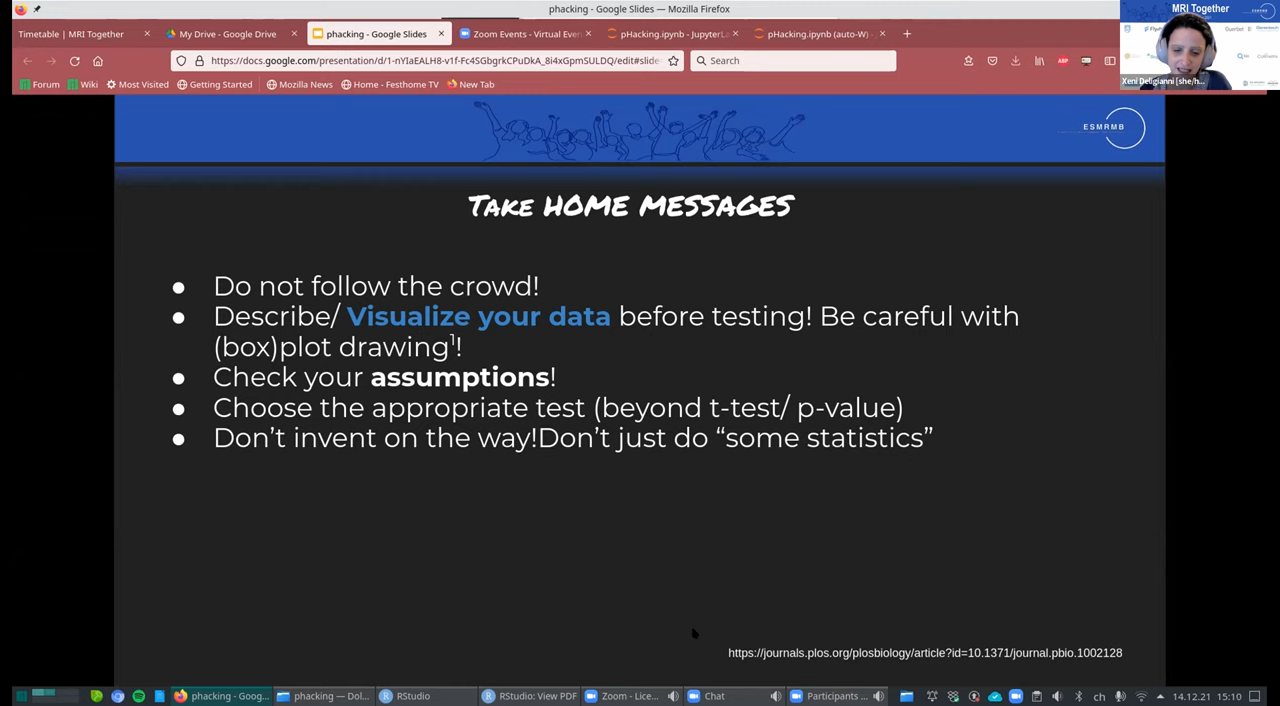 phacking - Google Slides — Mozilla Firefox
MRI Together
Timetable | MRI Together
My Drive - Google Drive
phacking - Google Slides
Zoom Events - Virtual Even
pHacking.ipynb - JupyterLa
pHacking.ipynb (auto-W)
https://docs.google.com/presentation/d/1-nYIaEALH8-v1f-Fc4SGbgrkCPuDkA_8i4xGpmSULDQ/edit#slide
Search
ABP
Xeni Deligianni [she/h...
Forum
Wiki
Most Visited
Getting Started
Mozilla News
Home - Festhome TV
New Tab
ESMRMB
Take HOME MESSAGES
● Do not follow the crowd!
● Describe/ Visualize your data before testing! Be careful with
(box)plot drawing¹!
● Check your assumptions!
● Choose the appropriate test (beyond t-test/ p-value)
● Don't invent on the way!Don't just do “some statistics”
https://journals.plos.org/plosbiology/article?id=10.1371/journal.pbio.1002128
phacking - Goog...
phacking — Dol...
RStudio
RStudio: View PDF
Zoom - Lice...
Chat
Participants ...
ch
14.12.21
15:10